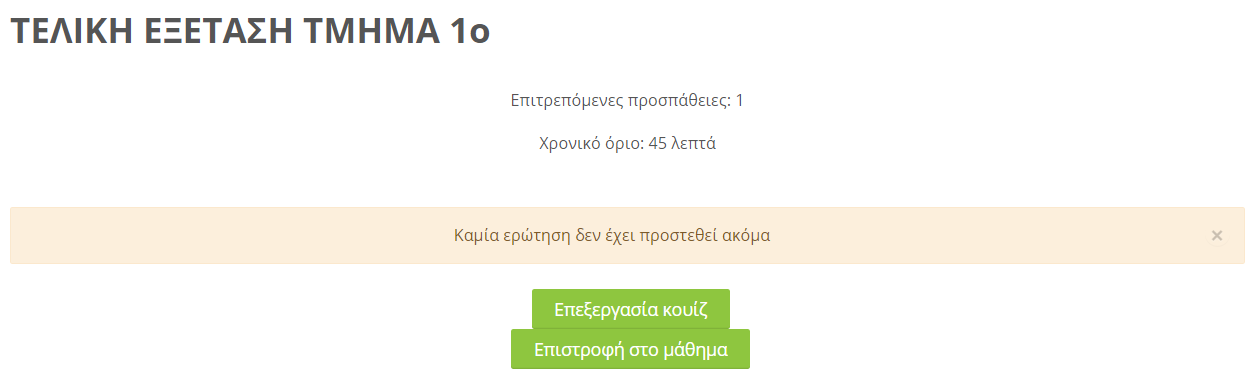 ΤΕΛΙΚΗ ΕΞΕΤΑΣΗ ΤΜΗΜΑ 1ο
Επιτρεπόμενες προσπάθειες: 1
Χρονικό όριο: 45 λεπτά
Καμία ερώτηση δεν έχει προστεθεί ακόμα ×
Επεξεργασία κουίζ
Επιστροφή στο μάθημα